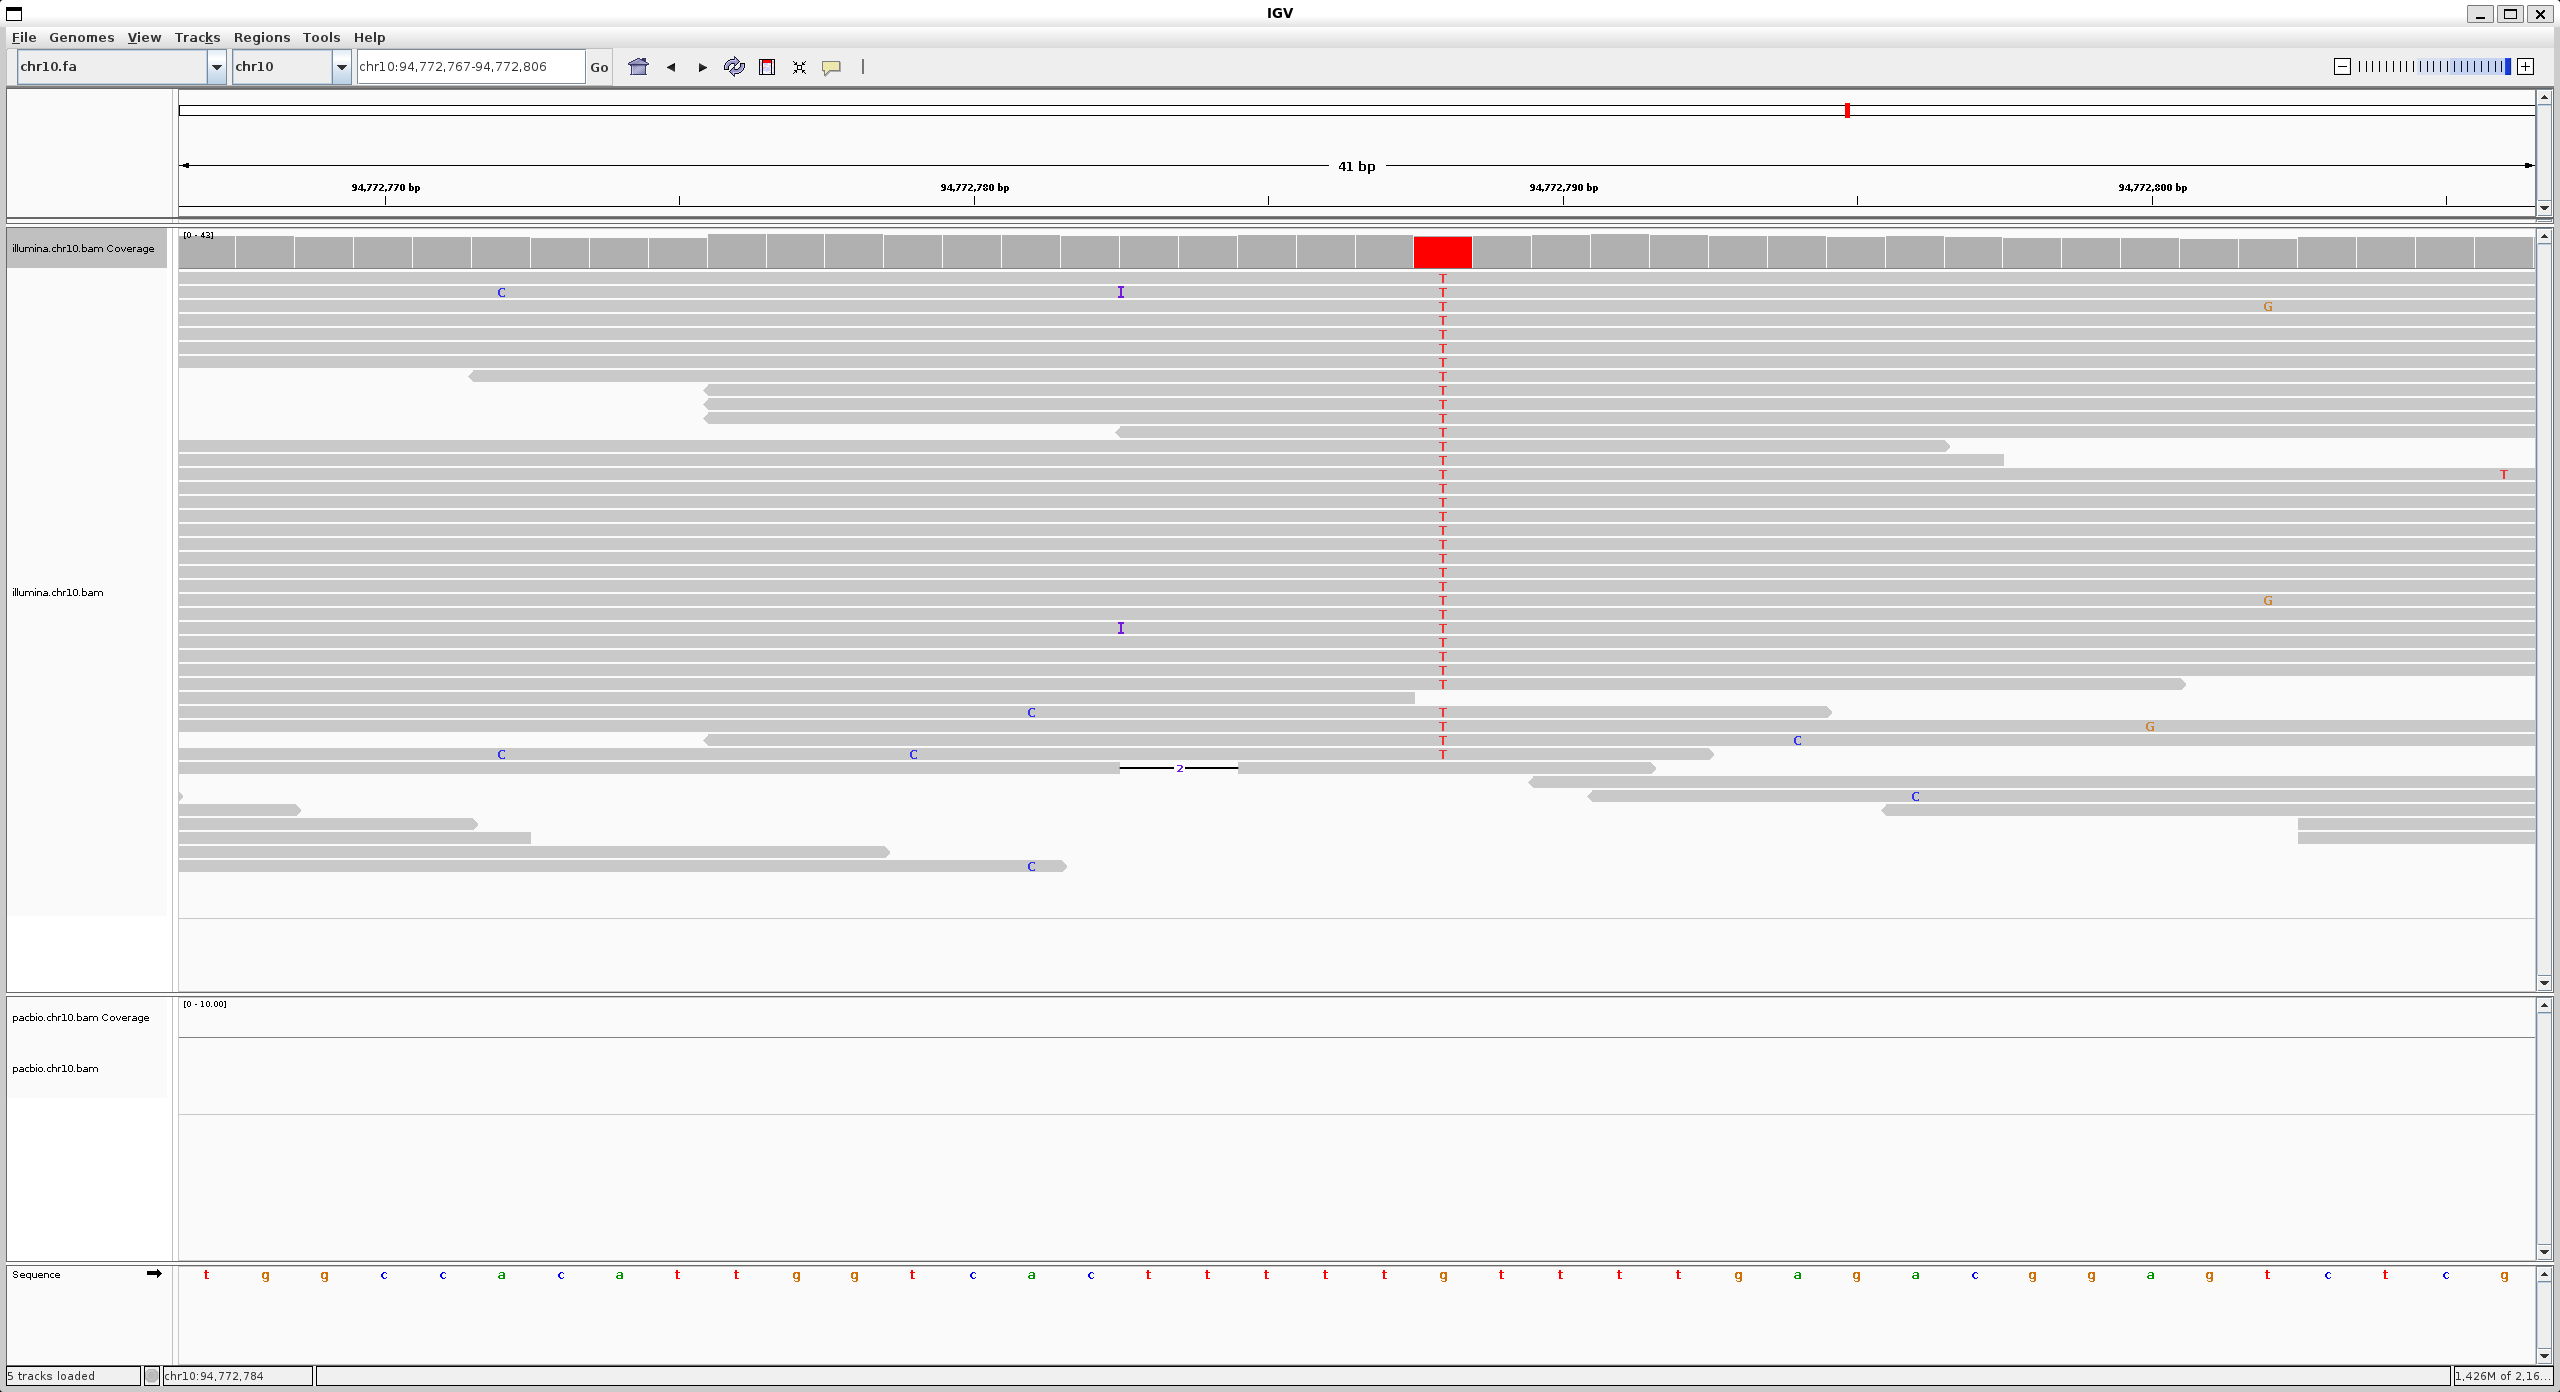 IGV
File Genomes View Tracks Regions Tools Help
chr10.fa chr10 chr10:94,772,767-94,772,806 Go
41 bp
94,772,770 bp 94,772,780 bp 94,772,790 bp 94,772,800 bp
[0 - 43]
illumina.chr10.bam Coverage
T
C I T
T G
T
T
T
T
T
T
T
T
T
T
T
T T
T
T
T
T
T
T
T
T
T G
T
I T
T
T
T
T
C T
T G
T C
C C T
2
C
C
illumina.chr10.bam
[0 - 10.00]
pacbio.chr10.bam Coverage
pacbio.chr10.bam
Sequence t g g c c a c a t t g g t c a c t t t t t g t t t t g a g a c g g a g t c t c g
5 tracks loaded chr10:94,772,784 1,426M of 2,16...